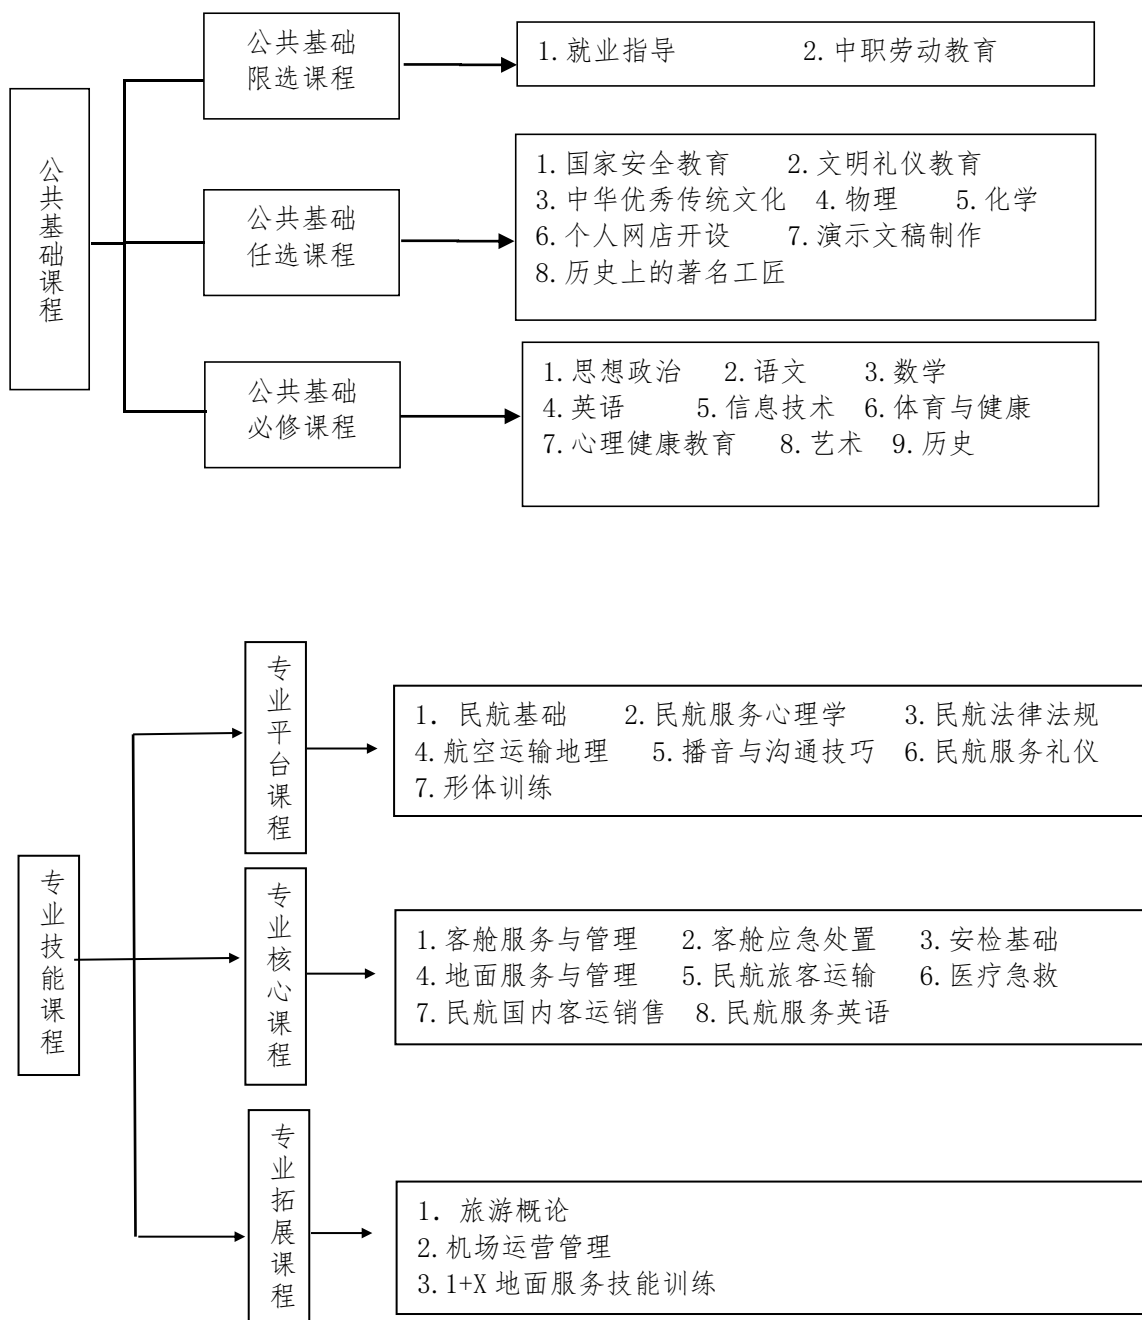 公共基础课程
公共基础
限选课程
1.就业指导 2.中职劳动教育
公共基础
任选课程
1.国家安全教育 2.文明礼仪教育
3.中华优秀传统文化 4.物理 5.化学
6.个人网店开设 7.演示文稿制作
8.历史上的著名工匠
公共基础
必修课程
1.思想政治 2.语文 3.数学
4.英语 5.信息技术 6.体育与健康
7.心理健康教育 8.艺术 9.历史
专业技能课程
专业平台课程
1. 民航基础 2.民航服务心理学 3.民航法律法规
4.航空运输地理 5.播音与沟通技巧 6.民航服务礼仪
7.形体训练
专业核心课程
1.客舱服务与管理 2.客舱应急处置 3.安检基础
4.地面服务与管理 5.民航旅客运输 6.医疗急救
7.民航国内客运销售 8.民航服务英语
专业拓展课程
1. 旅游概论
2.机场运营管理
3.1+X 地面服务技能训练